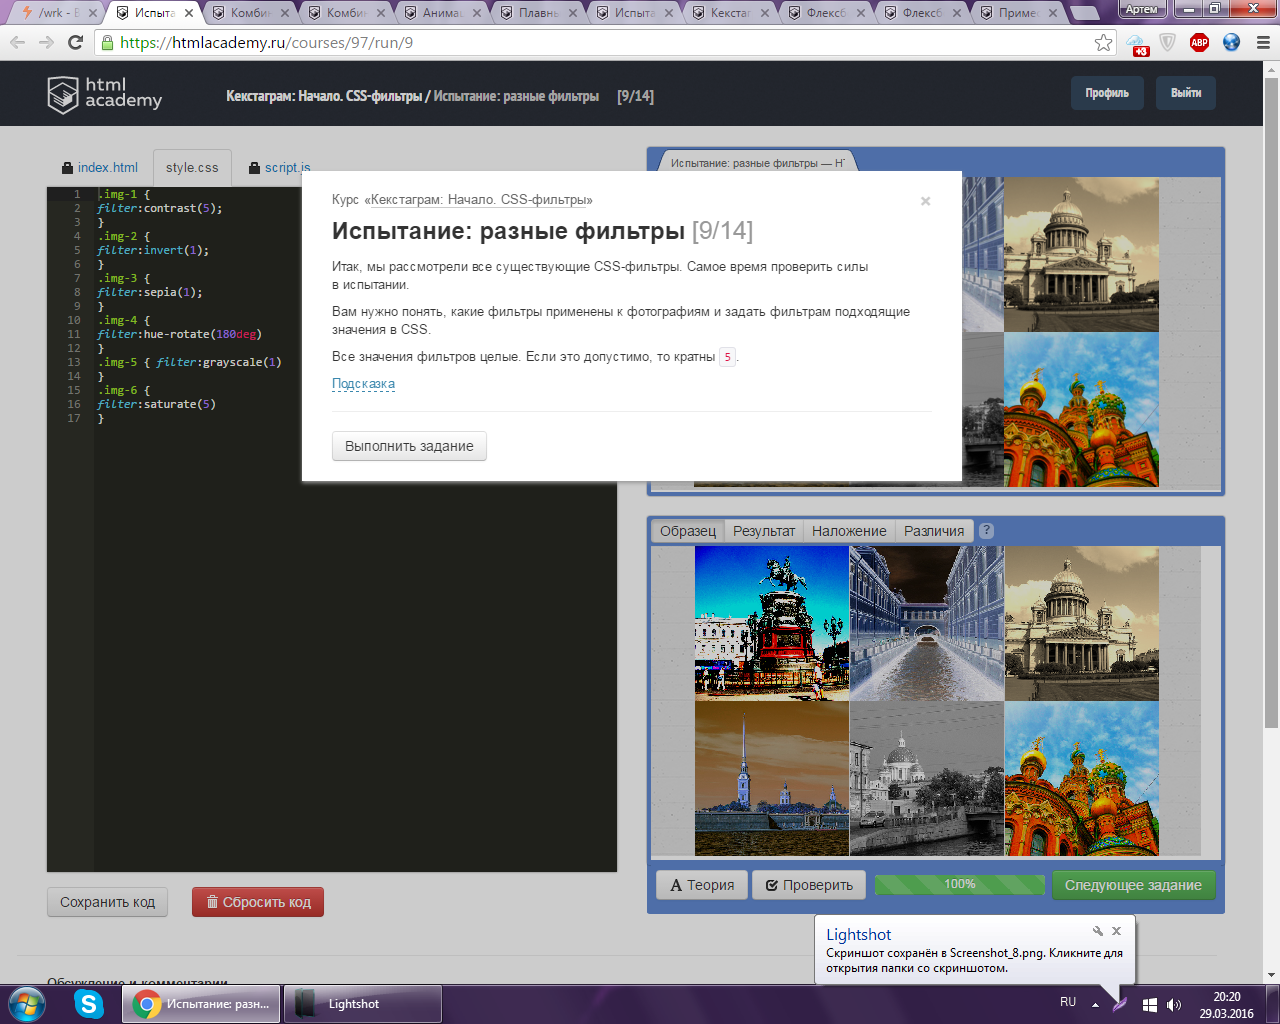 /wrk - B
Испыта
Комбин
Комбин
Анимац
Плавны
Испыта
Кекстаг
Флексб
Флексб
Приме
Артем
https://htmlacademy.ru/courses/97/run/9
+3
ABP
html
academy
Кекстаграм: Начало. CSS-фильтры / Испытание: разные фильтры [9/14]
Профиль
Выйти
index.html
style.css
script.js
Испытание: разные фильтры — HT
1 .img-1 {
2 filter:contrast(5);
3 }
4 .img-2 {
5 filter:invert(1);
6 }
7 .img-3 {
8 filter:sepia(1);
9 }
10 .img-4 {
11 filter:hue-rotate(180deg)
12 }
13 .img-5 { filter:grayscale(1)
14 }
15 .img-6 {
16 filter:saturate(5)
17 }
Курс «Кекстаграм: Начало. CSS-фильтры»
×
Испытание: разные фильтры [9/14]
Итак, мы рассмотрели все существующие CSS-фильтры. Самое время проверить силы
в испытании.
Вам нужно понять, какие фильтры применены к фотографиям и задать фильтрам подходящие
значения в CSS.
Все значения фильтров целые. Если это допустимо, то кратны 5.
Подсказка
Выполнить задание
Образец
Результат
Наложение
Различия
?
Теория
Проверить
100%
Следующее задание
Сохранить код
Сбросить код
Обсуждение и комментарии
Lightshot
Скриншот сохранён в Screenshot_8.png. Кликните для
открытия папки со скриншотом.
Испытание: разн...
Lightshot
RU
20:20
29.03.2016